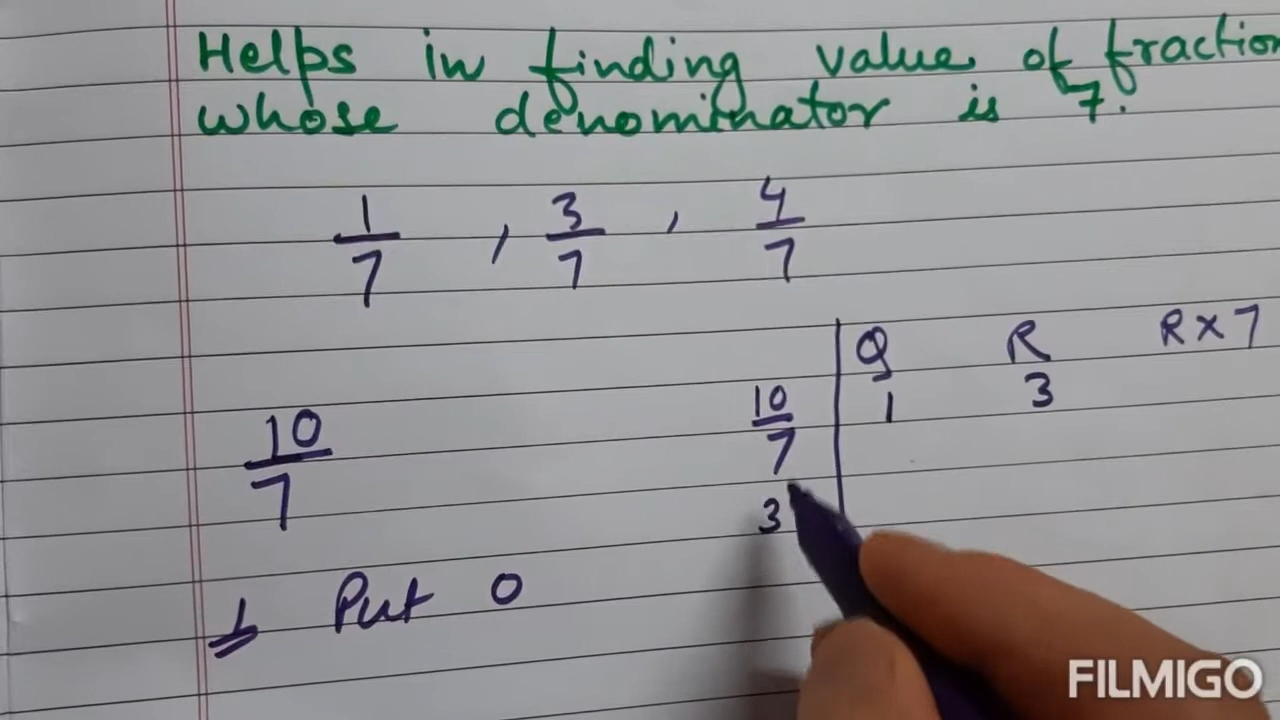 Helps in finding value of fraction
whose denominator is 7.
1/7 , 3/7 , 4/7
Q R R x 7
10/7 1 3
10/7
3
1 Put 0
FILMIGO